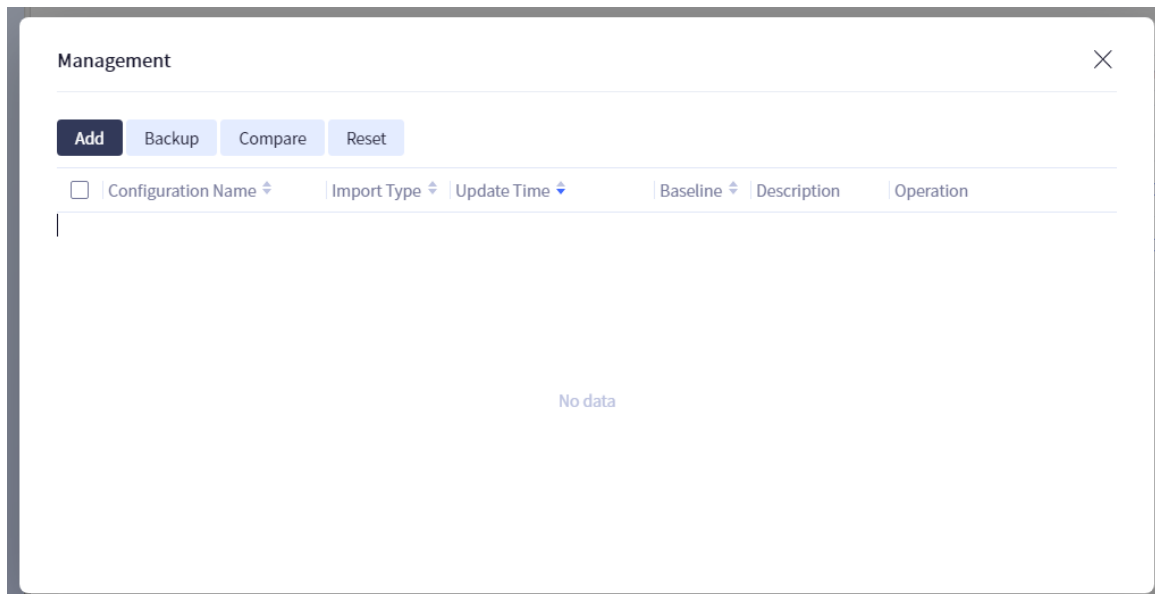 Management
Add Backup Compare Reset
Configuration Name Import Type Update Time Baseline Description Operation
No data